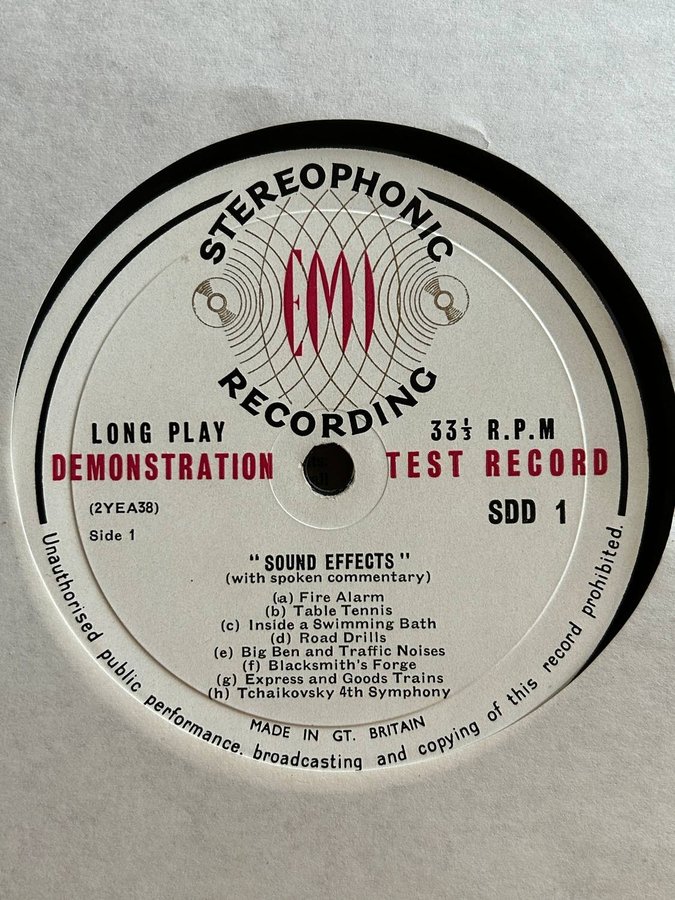 STEREOPHONIC
EMI
RECORDING
LONG PLAY
33⅓ R.P.M
DEMONSTRATION
TEST RECORD
(2YEA38)
SDD 1
Side 1
"SOUND EFFECTS"
(with spoken commentary)
(a) Fire Alarm
(b) Table Tennis
(c) Inside a Swimming Bath
(d) Road Drills
(e) Big Ben and Traffic Noises
(f) Blacksmith's Forge
(g) Express and Goods Trains
(h) Tchaikovsky 4th Symphony
MADE IN GT. BRITAIN
Unauthorised public performance, broadcasting and copying of this record prohibited.